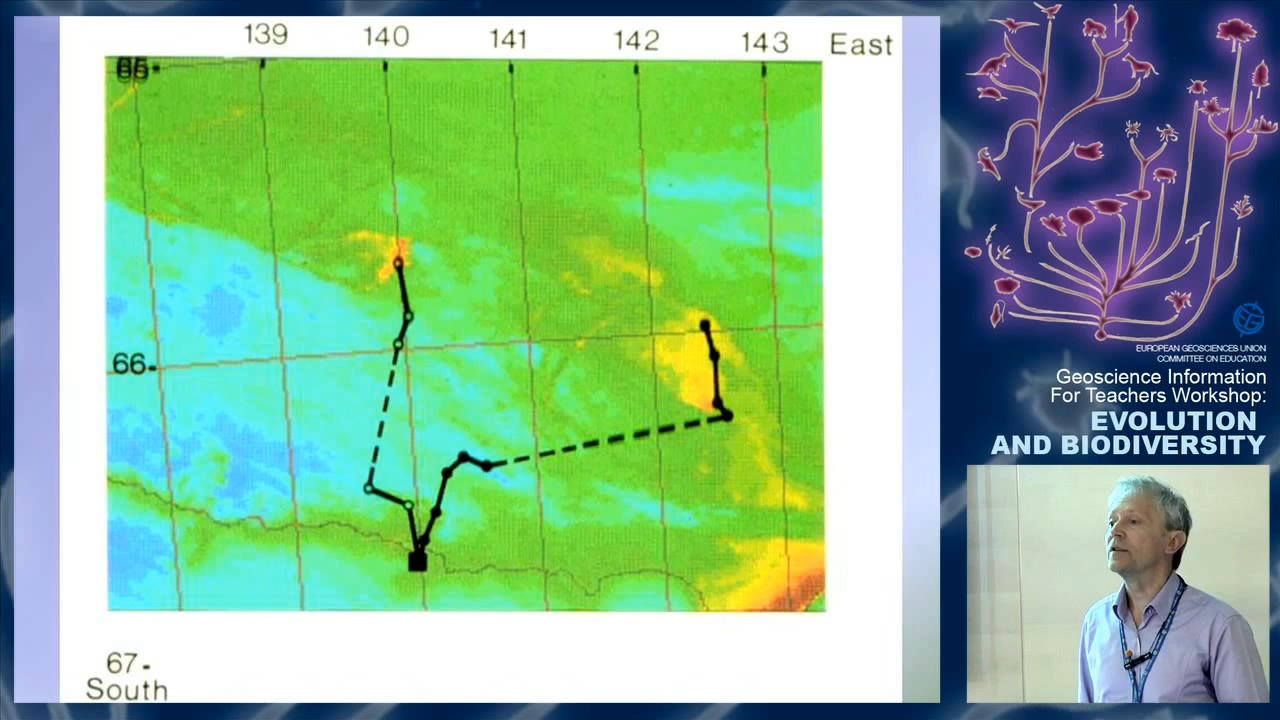 139 140 141 142 143 East
66-
67-
South
EUROPEAN GEOSCIENCES UNION
COMMITTEE ON EDUCATION
Geoscience Information
For Teachers Workshop:
EVOLUTION
AND BIODIVERSITY